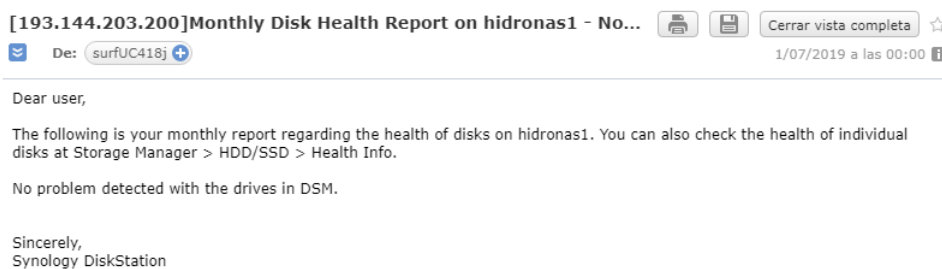 [193.144.203.200]Monthly Disk Health Report on hidronas1 - No...
Cerrar vista completa
De: surfUC418j
1/07/2019 a las 00:00
Dear user,
The following is your monthly report regarding the health of disks on hidronas1. You can also check the health of individual
disks at Storage Manager > HDD/SSD > Health Info.
No problem detected with the drives in DSM.
Sincerely,
Synology DiskStation